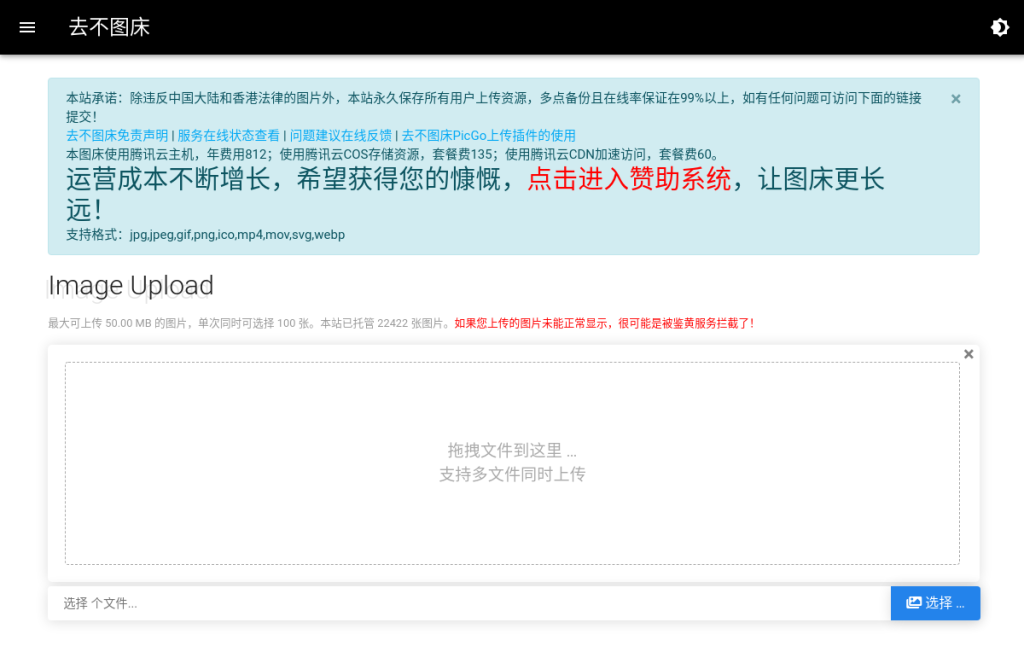 去不图床
本站承诺：除违反中国大陆和香港法律的图片外，本站永久保存所有用户上传资源，多点备份且在线率保证在99%以上，如有任何问题可访问下面的链接
提交！
去不图床免责声明 | 服务在线状态查看 | 问题建议在线反馈 | 去不图床PicGo上传插件的使用
本图床使用腾讯云主机，年费用812；使用腾讯云COS存储资源，套餐费135；使用腾讯云CDN加速访问，套餐费60。
运营成本不断增长，希望获得您的慷慨，点击进入赞助系统，让图床更长
远！
支持格式：jpg,jpeg,gif,png,ico,mp4,mov,svg,webp
Image Upload
最大可上传 50.00 MB 的图片，单次同时可选择 100 张。本站已托管 22422 张图片。如果您上传的图片未能正常显示，很可能是被鉴黄服务拦截了！
拖拽文件到这里 ...
支持多文件同时上传
选择 个文件...
选择 ...